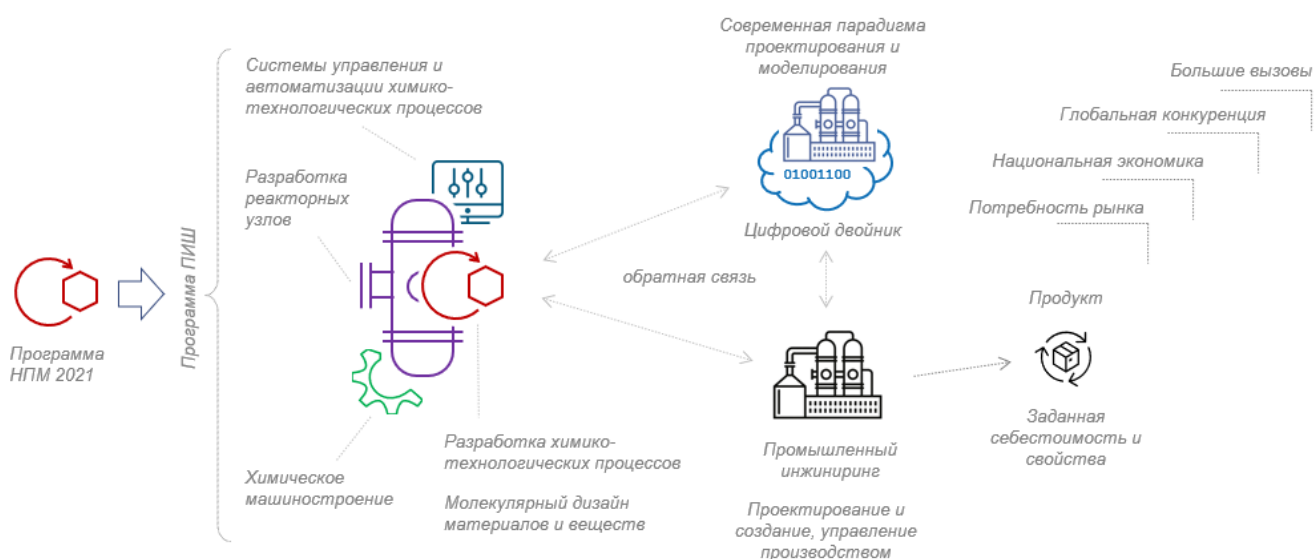 Программа
НПМ 2021
Программа ПИШ
Системы управления и
автоматизации химико-
технологических процессов
Разработка
реакторных
узлов
Химическое
машиностроение
Разработка химико-
технологических процессов
Молекулярный дизайн
материалов и веществ
обратная связь
Современная парадигма
проектирования и
моделирования
01001100
Цифровой двойник
Промышленный
инжиниринг
Проектирование и
создание, управление
производством
Большие вызовы
Глобальная конкуренция
Национальная экономика
Потребность рынка
Продукт
Заданная
себестоимость и
свойства